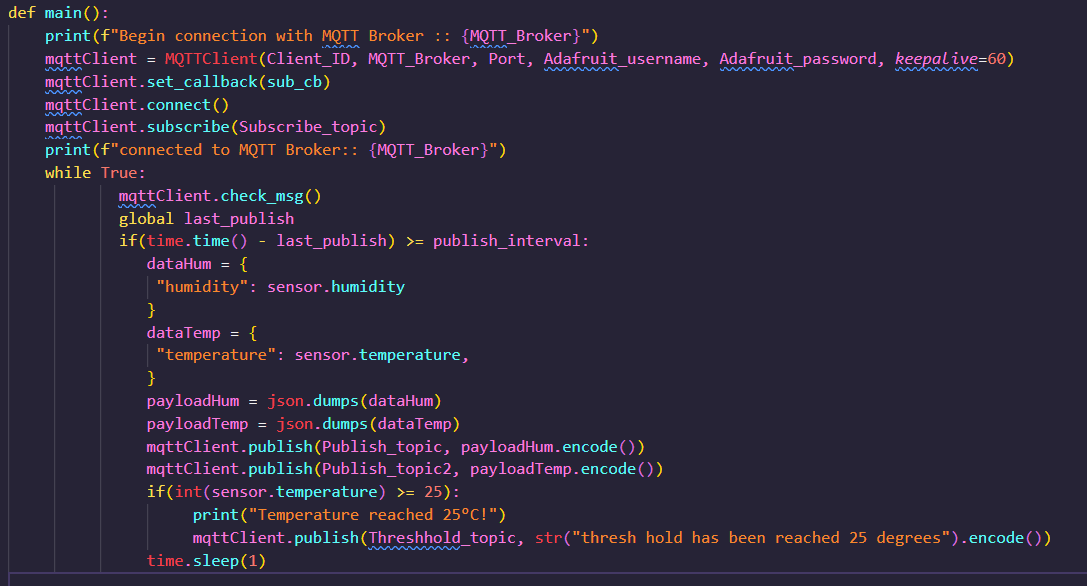 def main():
    print(f"Begin connection with MQTT Broker :: {MQTT_Broker}")
    mqttClient = MQTTClient(Client_ID, MQTT_Broker, Port, Adafruit_username, Adafruit_password, keepalive=60)
    mqttClient.set_callback(sub_cb)
    mqttClient.connect()
    mqttClient.subscribe(Subscribe_topic)
    print(f"connected to MQTT Broker:: {MQTT_Broker}")
    while True:
            mqttClient.check_msg()
            global last_publish
            if(time.time() - last_publish) >= publish_interval:
               dataHum = {
                "humidity": sensor.humidity
               }
               dataTemp = {
                "temperature": sensor.temperature,
               }
               payloadHum = json.dumps(dataHum)
               payloadTemp = json.dumps(dataTemp)
               mqttClient.publish(Publish_topic, payloadHum.encode())
               mqttClient.publish(Publish_topic2, payloadTemp.encode())
               if(int(sensor.temperature) >= 25):
                    print("Temperature reached 25ºC!")
                    mqttClient.publish(Threshhold_topic, str("thresh hold has been reached 25 degrees").encode())
               time.sleep(1)